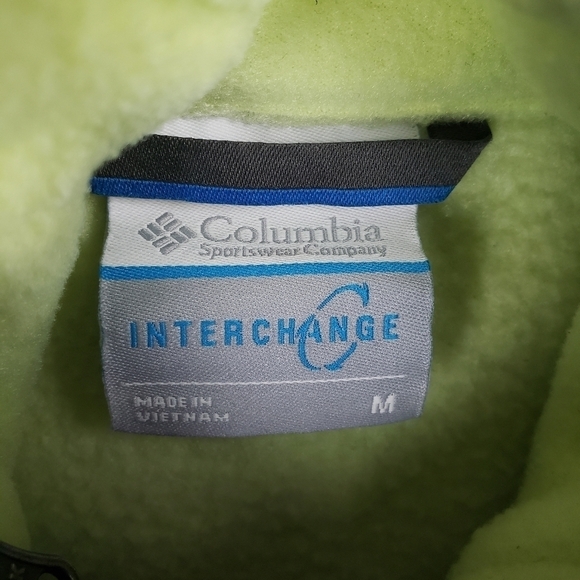 Columbia
Sportswear Company
INTERCHANGE
MADE IN
VIETNAM
M